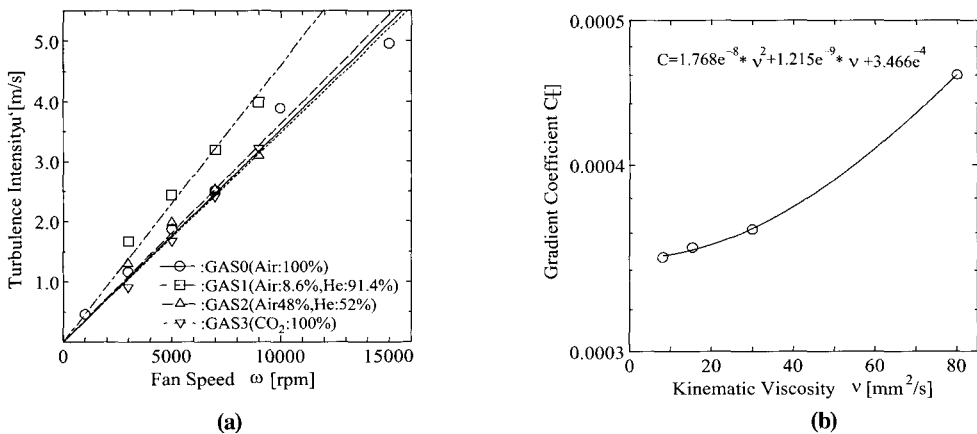 5.0
4.0
3.0
2.0
1.0
Turbulence Intensityu'[m/s]
:GAS0(Air:100%)
:GAS1(Air:8.6%,He:91.4%)
:GAS2(Air48%,He:52%)
:GAS3(CO2:100%)
0 5000 10000 15000
Fan Speed ω [rpm]
(a)
0.0005
0.0004
0.0003
Gradient Coefficient C[]
C=1.768e⁻⁸* ν²+1.215e⁻⁹* ν+3.466e⁻⁴
0 20 40 60 80
Kinematic Viscosity ν [mm²/s]
(b)